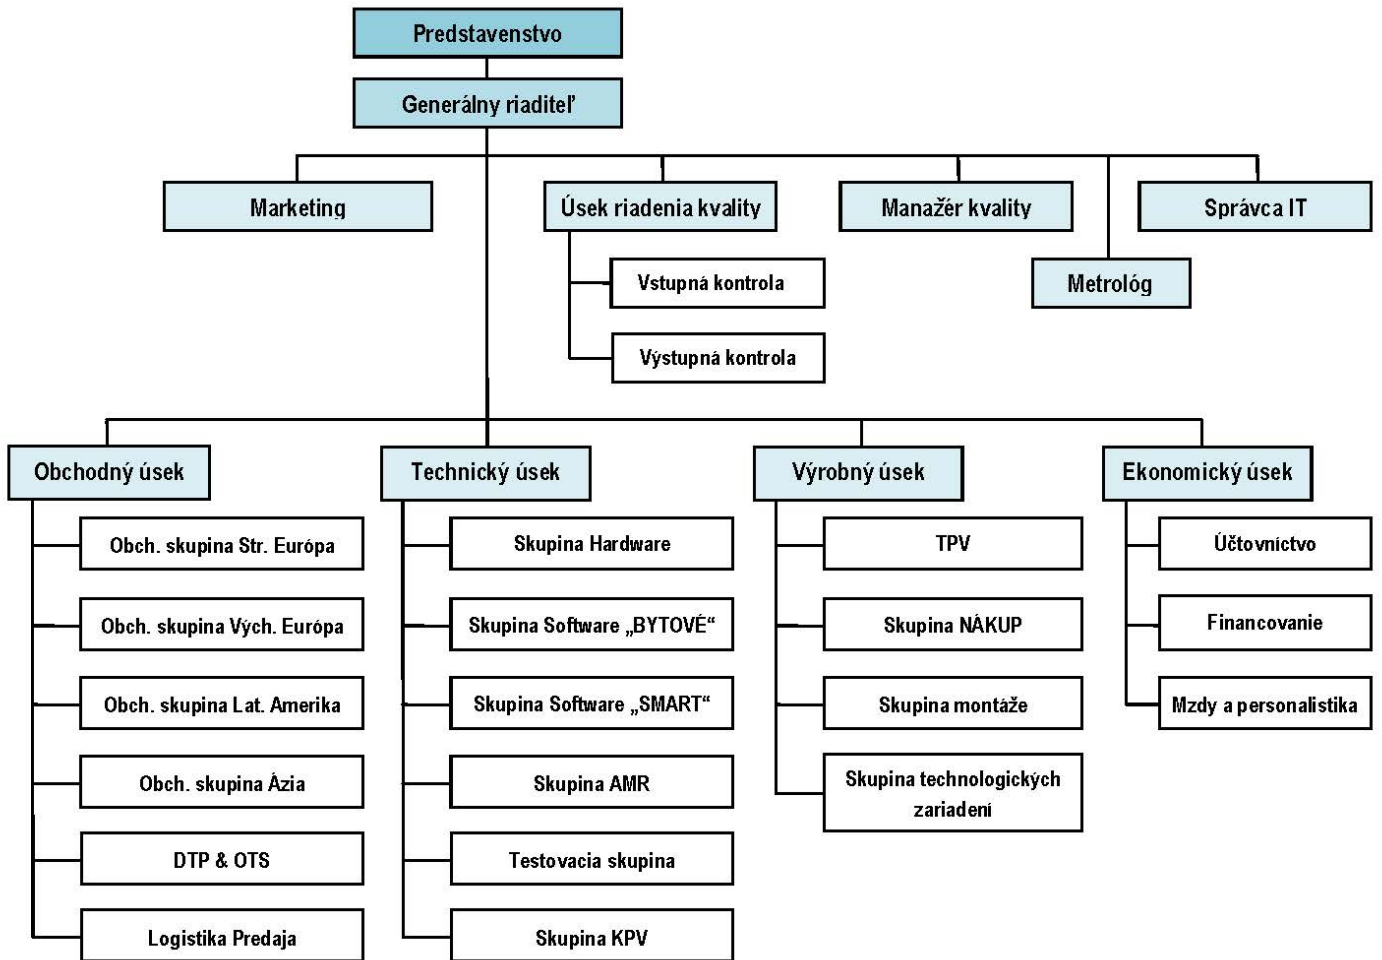 Predstavenstvo
Generálny riaditeľ
Marketing
Úsek riadenia kvality
Manažér kvality
Správca IT
Vstupná kontrola
Metrológ
Výstupná kontrola
Obchodný úsek
Technický úsek
Výrobný úsek
Ekonomický úsek
Obch. skupina Str. Európa
Skupina Hardware
TPV
Účtovníctvo
Obch. skupina Vých. Európa
Skupina Software „BYTOVÉ“
Skupina NÁKUP
Financovanie
Obch. skupina Lat. Amerika
Skupina Software „SMART“
Skupina montáže
Mzdy a personalistika
Obch. skupina Ázia
Skupina AMR
Skupina technologických
zariadení
DTP & OTS
Testovacia skupina
Logistika Predaja
Skupina KPV